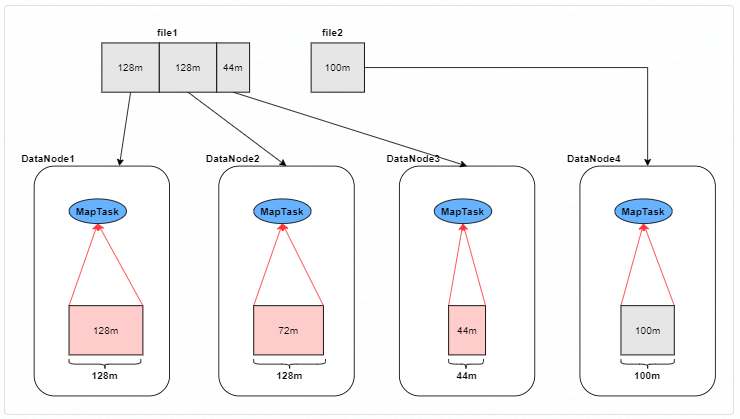 file1
file2
128m
128m
44m
100m
DataNode1
DataNode2
DataNode3
DataNode4
MapTask
MapTask
MapTask
MapTask
128m
72m
44m
100m
128m
128m
44m
100m